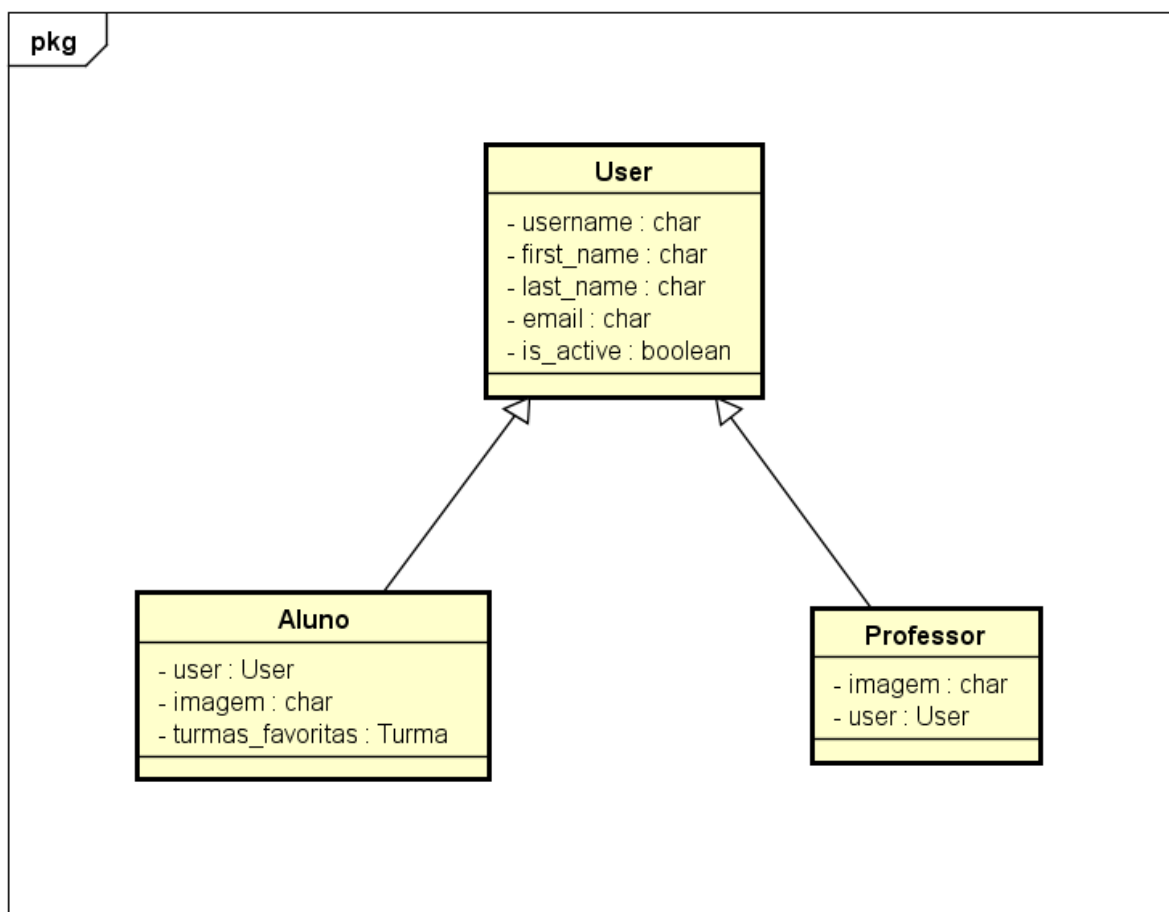 pkg
User
- username : char
- first_name : char
- last_name : char
- email : char
- is_active : boolean
Aluno
- user : User
- imagem : char
- turmas_favoritas : Turma
Professor
- imagem : char
- user : User